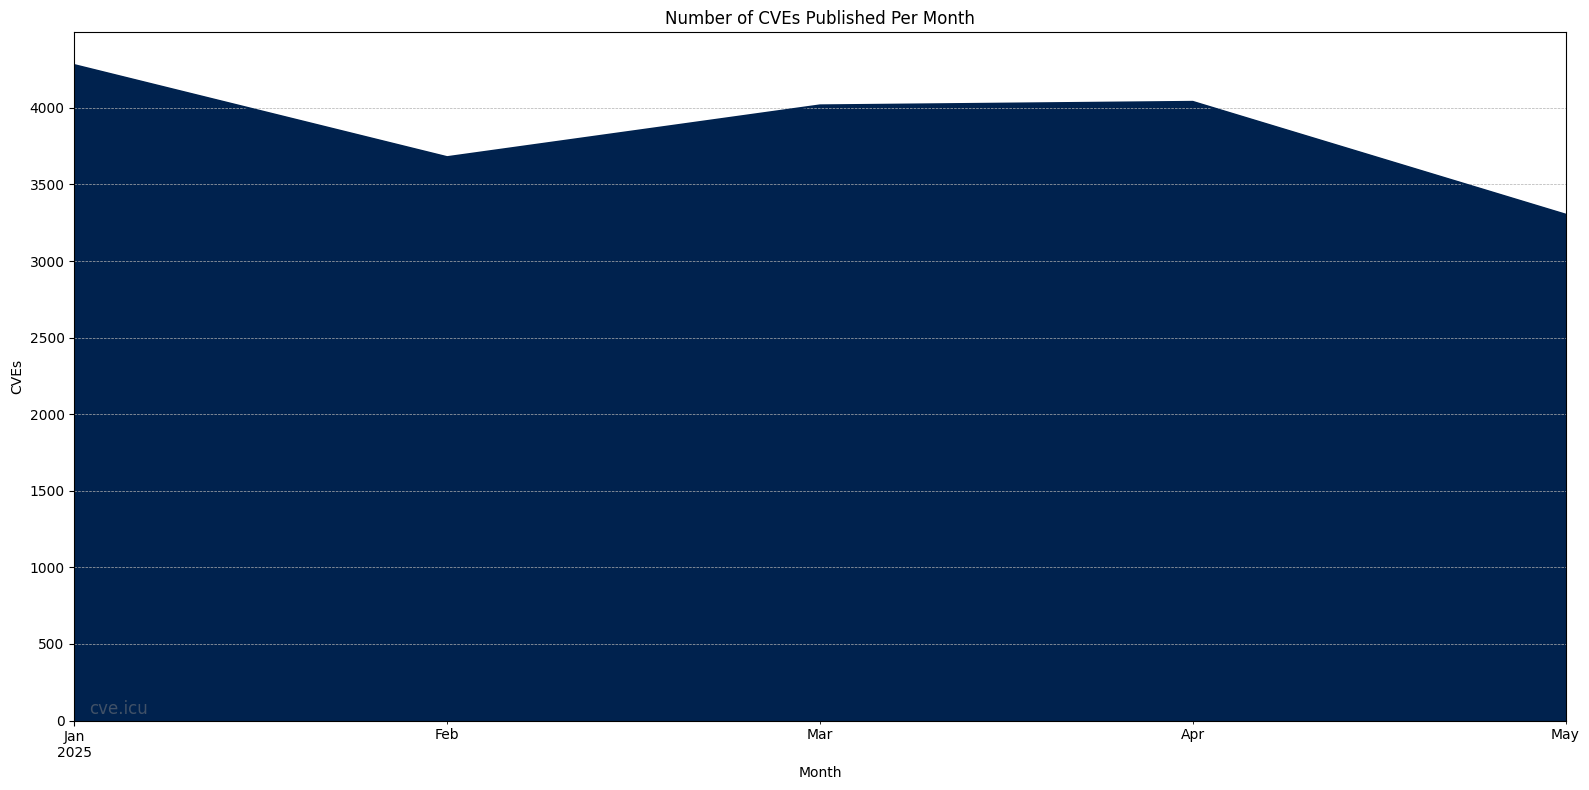 Number of CVEs Published Per Month
CVEs
4000
3500
3000
2500
2000
1500
1000
500
0
cve.icu
Jan
2025
Feb
Mar
Apr
May
Month